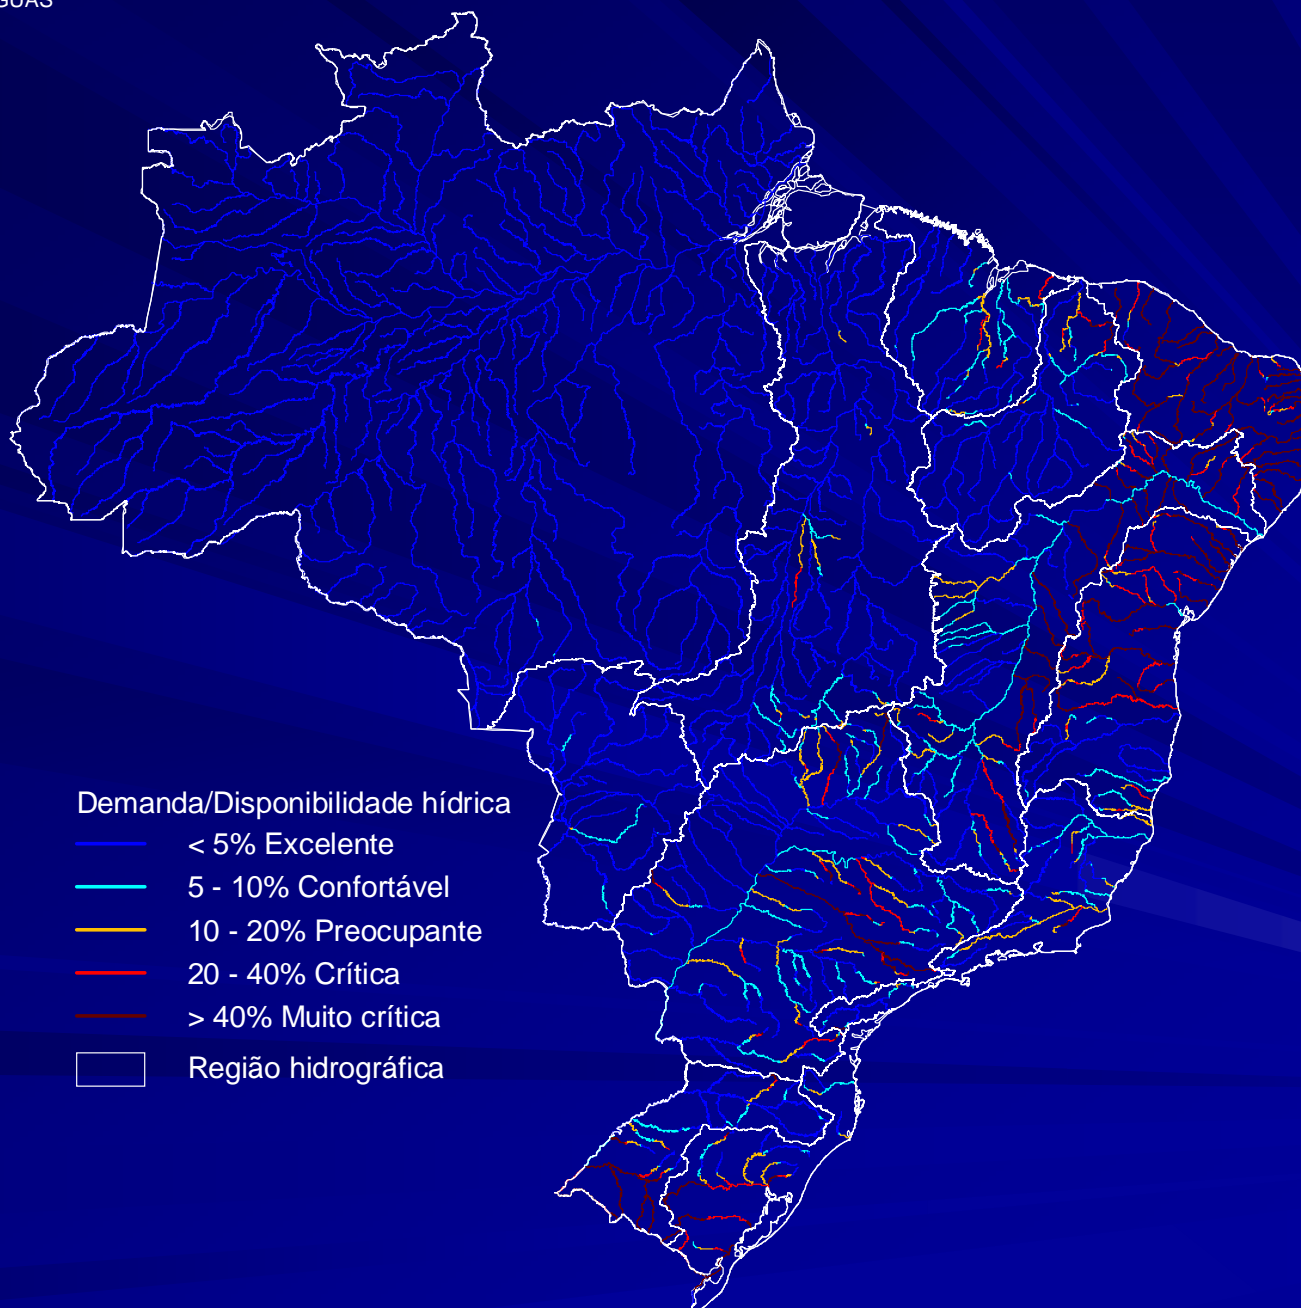 Demanda/Disponibilidade hídrica
< 5% Excelente
5 - 10% Confortável
10 - 20% Preocupante
20 - 40% Crítica
> 40% Muito crítica
Região hidrográfica